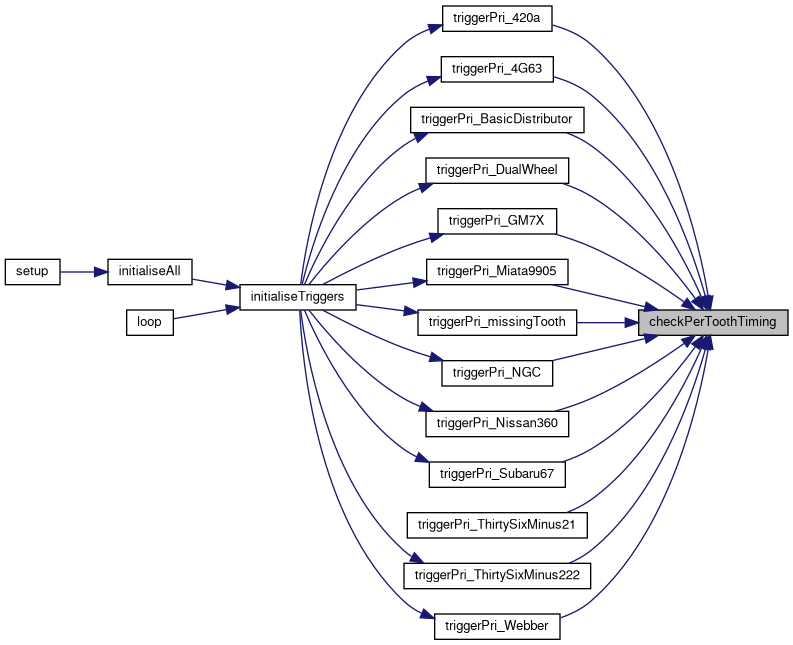 triggerPri_420a
triggerPri_4G63
triggerPri_BasicDistributor
triggerPri_DualWheel
triggerPri_GM7X
setup
initialiseAll
triggerPri_Miata9905
initialiseTriggers
loop
triggerPri_missingTooth
checkPerToothTiming
triggerPri_NGC
triggerPri_Nissan360
triggerPri_Subaru67
triggerPri_ThirtySixMinus21
triggerPri_ThirtySixMinus222
triggerPri_Webber